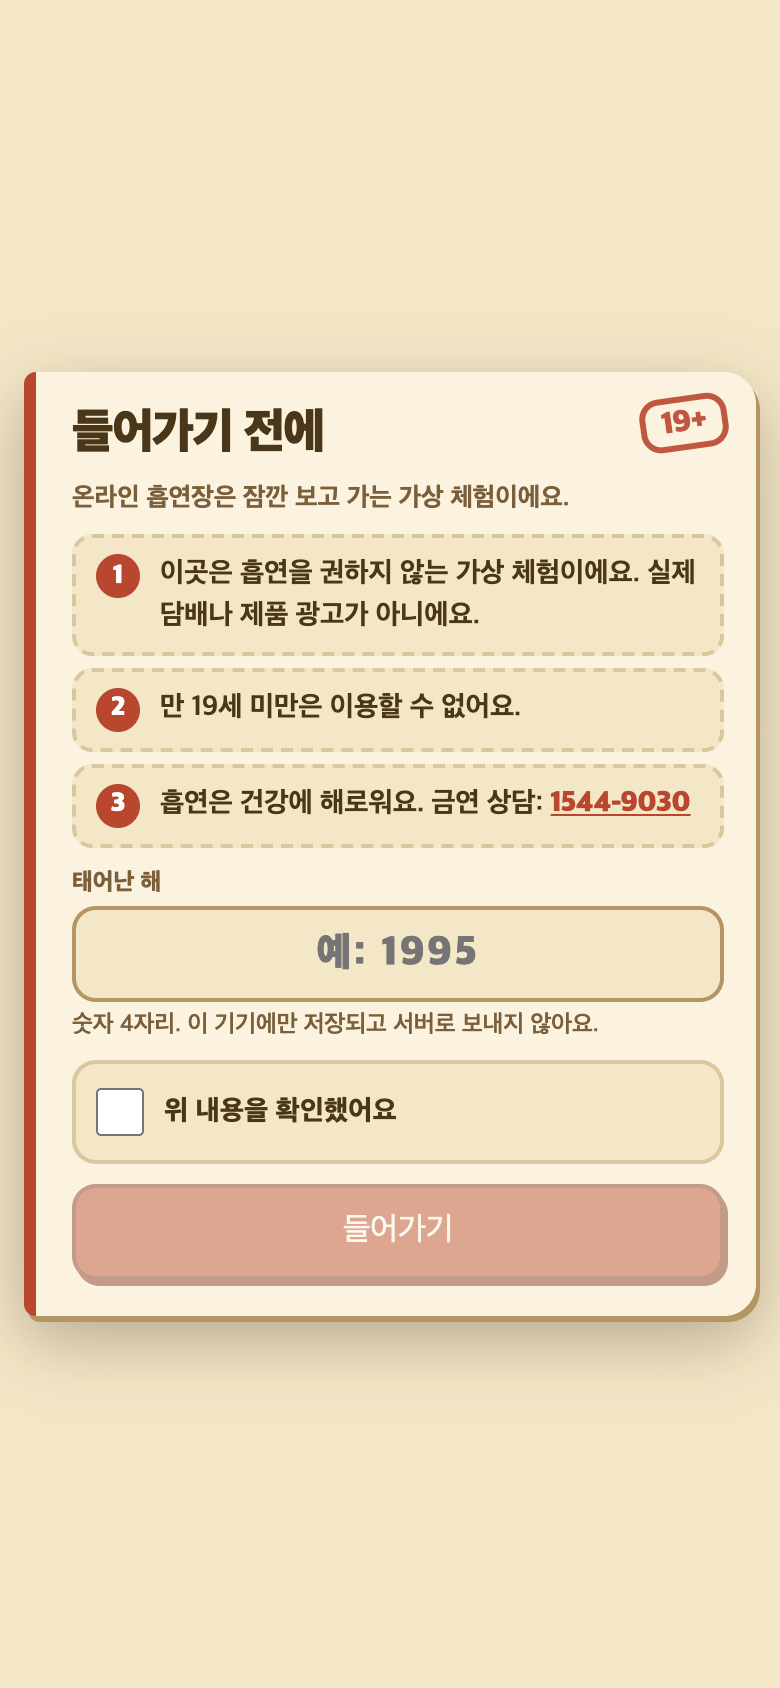 들어가기 전에
19+
온라인 흡연장은 잠깐 보고 가는 가상 체험이에요.
1 이곳은 흡연을 권하지 않는 가상 체험이에요. 실제
담배나 제품 광고가 아니에요.
2 만 19세 미만은 이용할 수 없어요.
3 흡연은 건강에 해로워요. 금연 상담: 1544-9030
태어난 해
예: 1995
숫자 4자리. 이 기기에만 저장되고 서버로 보내지 않아요.
위 내용을 확인했어요
들어가기